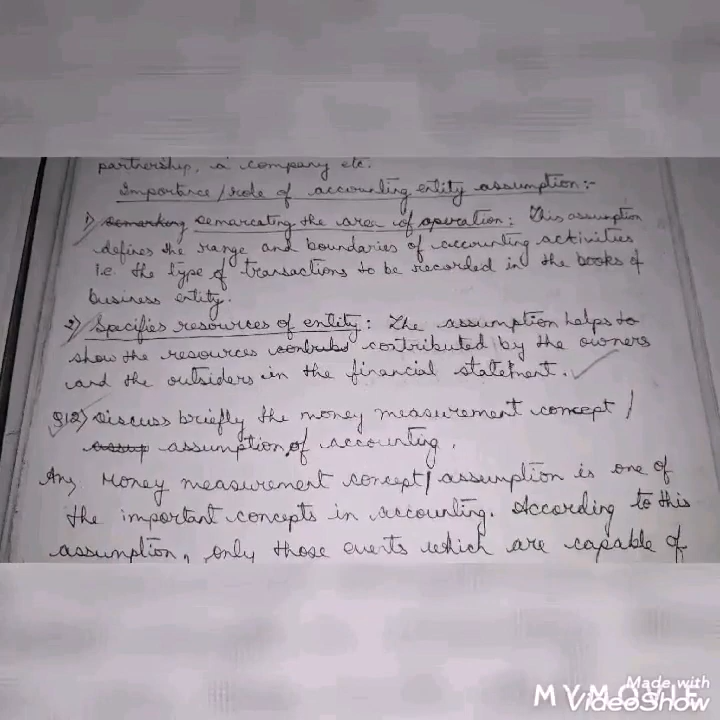 partnership, a company etc.
Importance/role of accounting entity assumption:-
1) Demarcating the area of operation: This assumption
defines the range and boundaries of accounting activities
i.e. the type of transactions to be recorded in the books of
business entity.
2) Specifies resources of entity: The assumption helps to
show the resources contributed by the owners
and the outsiders in the financial statement.
Q12) Discuss briefly the money measurement concept/
assumption of accounting.
Ans Money measurement concept/assumption is one of
the important concepts in accounting. According to this
assumption, only those events which are capable of
Made with
MY MOVIE
VideoShow